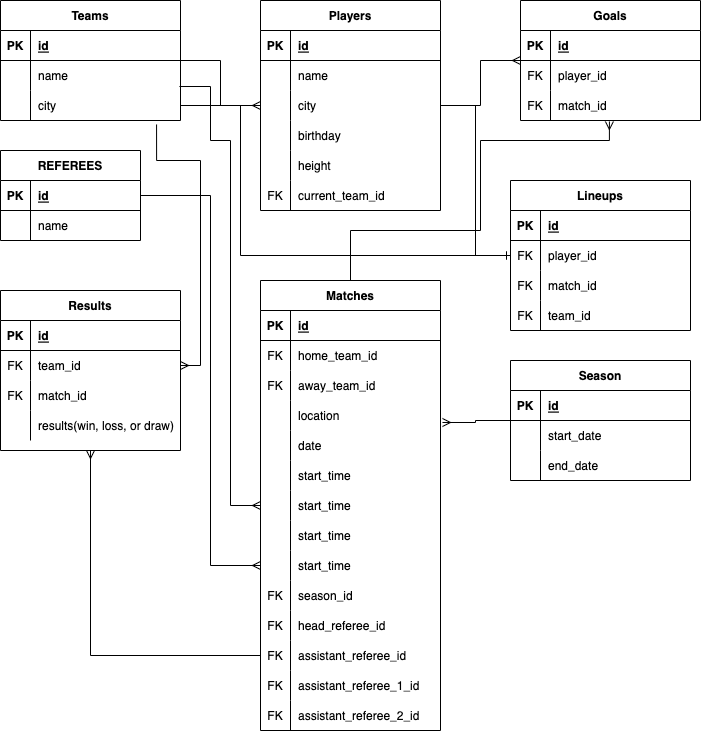 Teams
PK id
name
city
Players
PK id
name
city
birthday
height
FK current_team_id
Goals
PK id
FK player_id
FK match_id
REFEREES
PK id
name
Lineups
PK id
FK player_id
FK match_id
FK team_id
Results
PK id
FK team_id
FK match_id
results(win, loss, or draw)
Matches
PK id
FK home_team_id
FK away_team_id
location
date
start_time
start_time
start_time
start_time
FK season_id
FK head_referee_id
FK assistant_referee_id
FK assistant_referee_1_id
FK assistant_referee_2_id
Season
PK id
start_date
end_date